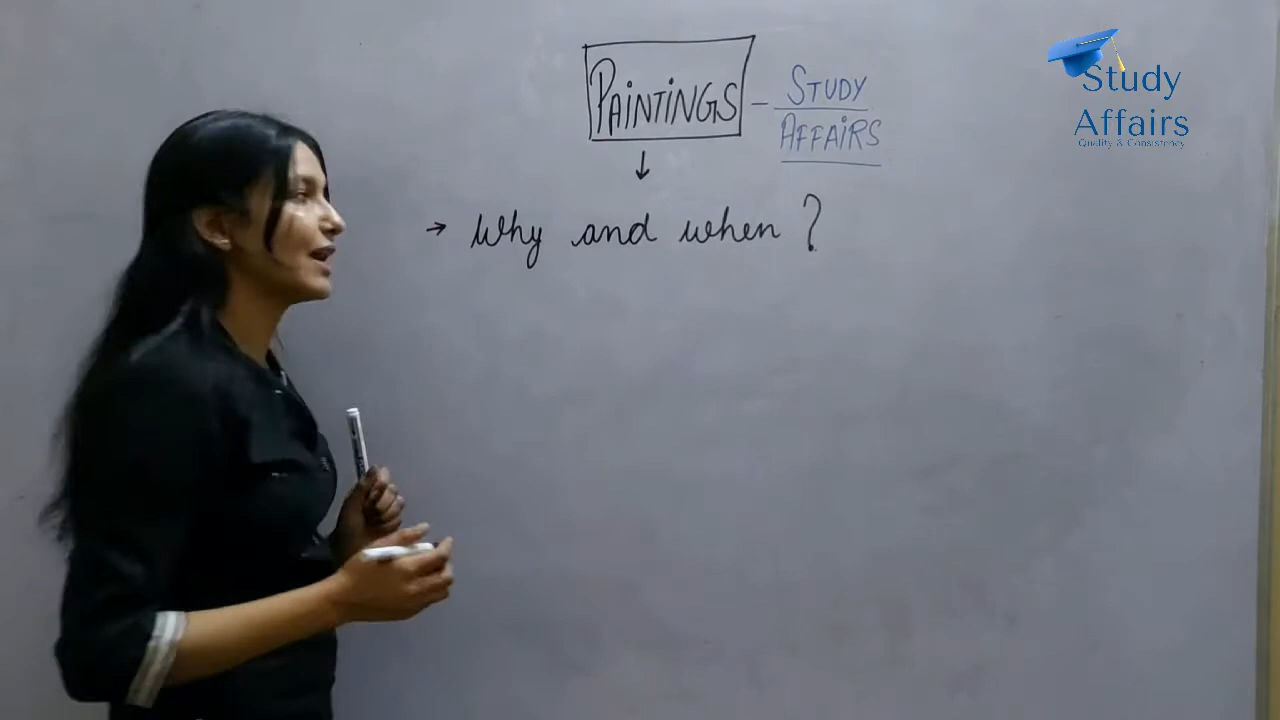 PAINTINGS - STUDY
AFFAIRS
→ Why and when ?
Study
Affairs
Quality & Consistency